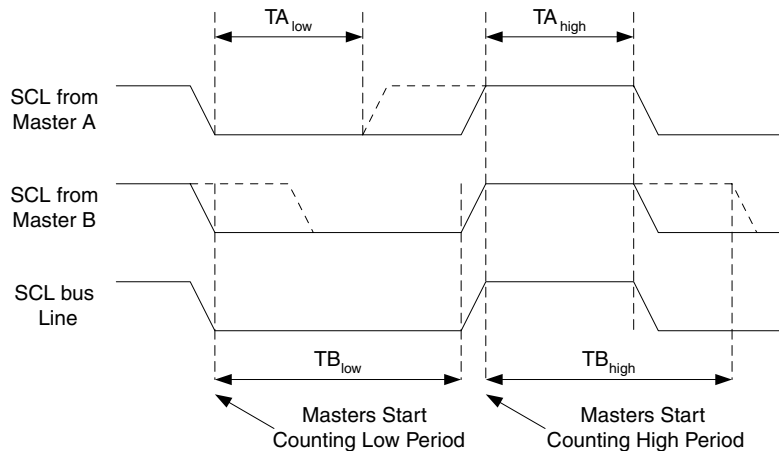 TA low
TA high
SCL from
Master A
SCL from
Master B
SCL bus
Line
TB low
TB high
Masters Start
Counting Low Period
Masters Start
Counting High Period